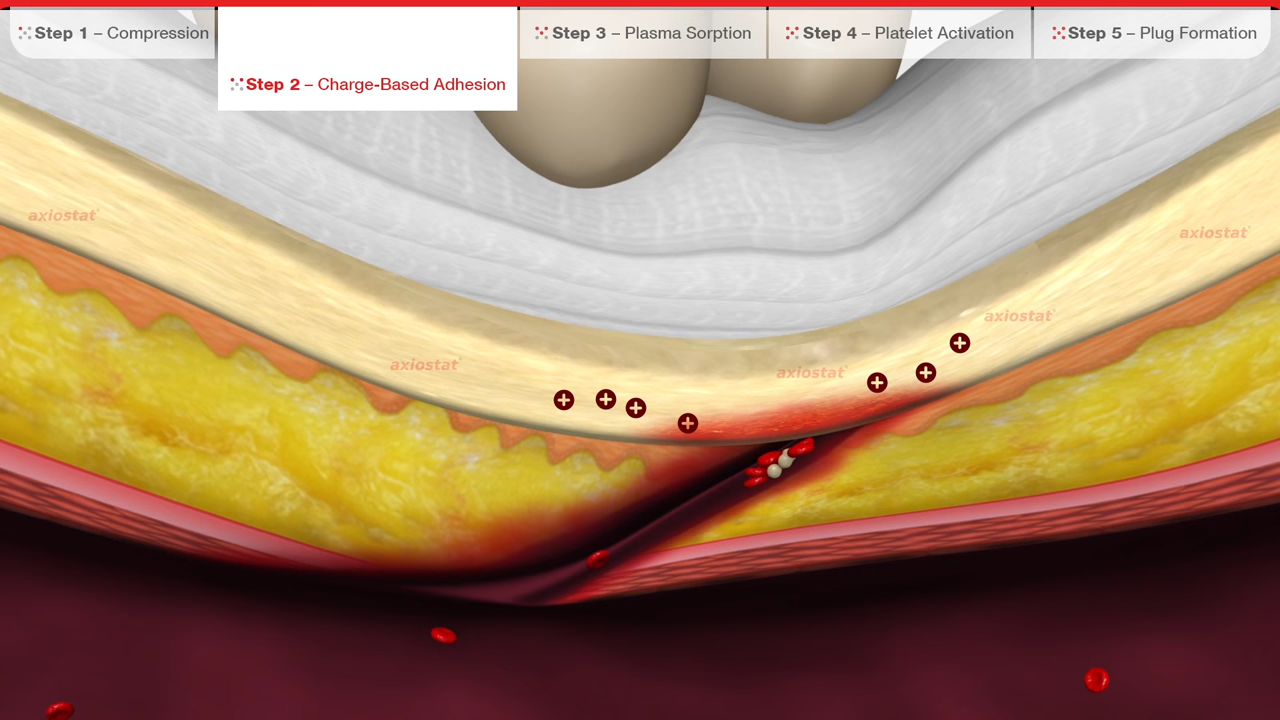 Step 1 – Compression
Step 2 – Charge-Based Adhesion
Step 3 – Plasma Sorption
Step 4 – Platelet Activation
Step 5 – Plug Formation
axiostat
axiostat
axiostat
axiostat
axiostat